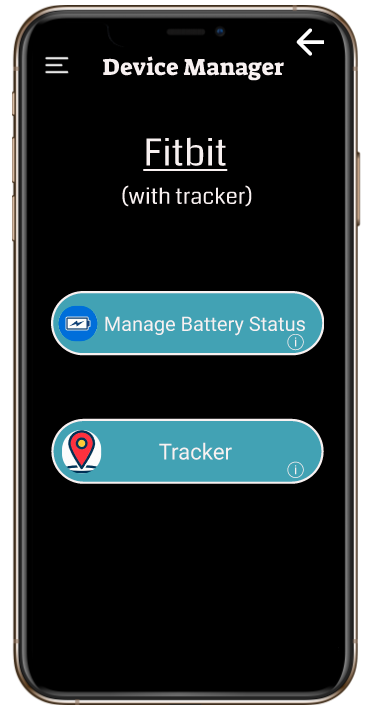 Device Manager
Fitbit
(with tracker)
Manage Battery Status
i
Tracker
i